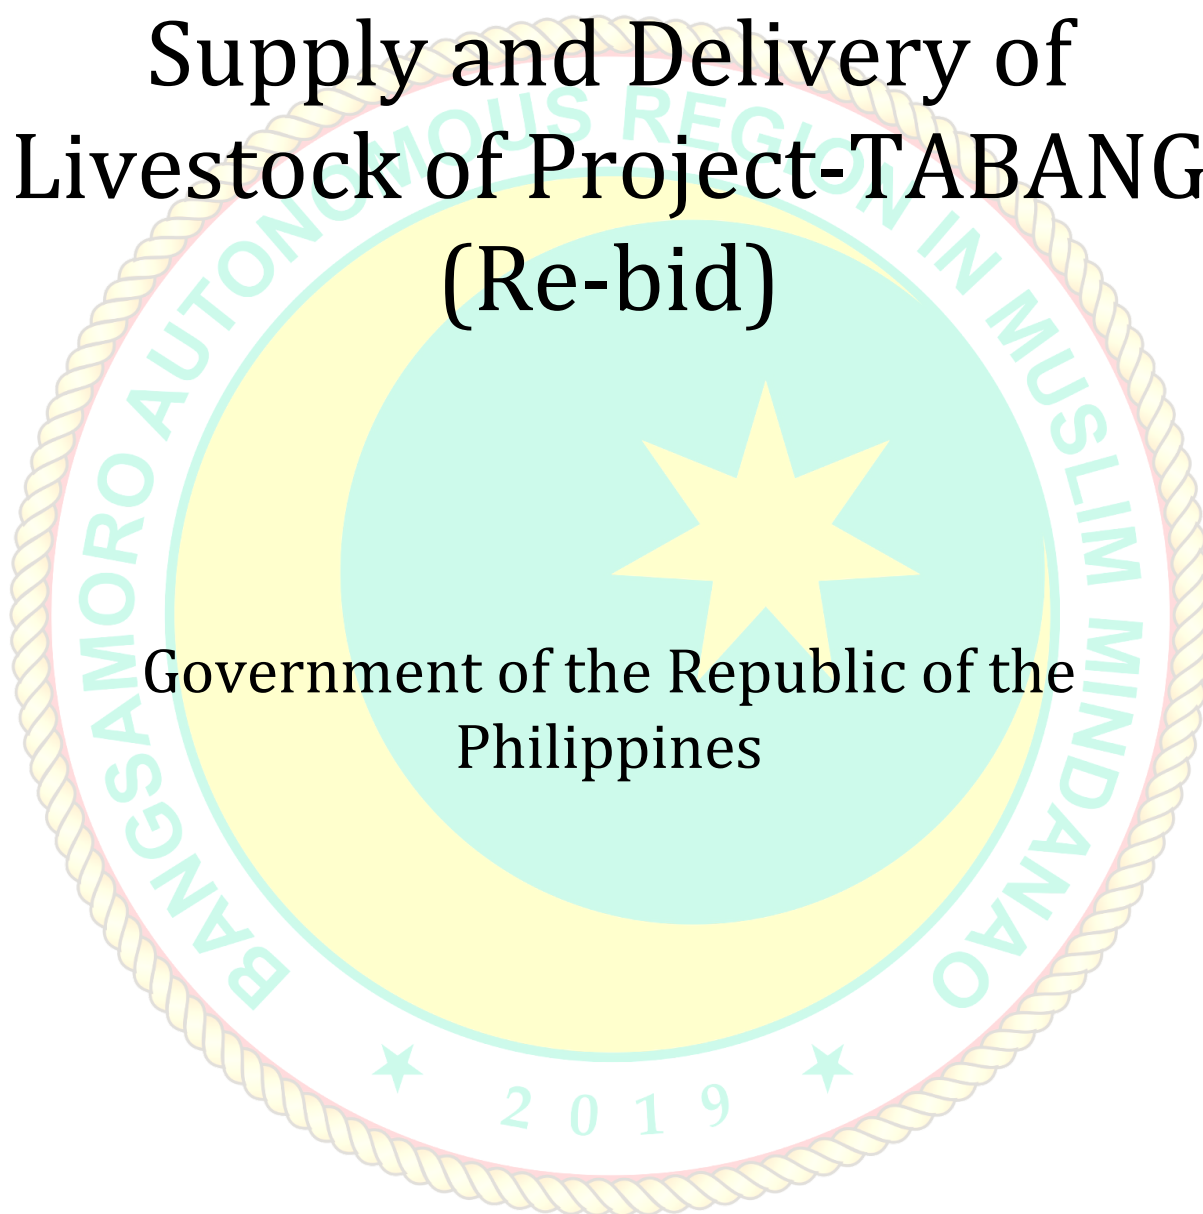 Supply and Delivery of
Livestock of Project-TABANG
(Re-bid)
Government of the Republic of the
Philippines
BANGSAMORO AUTONOMOUS REGION IN MUSLIM MINDANAO
2019